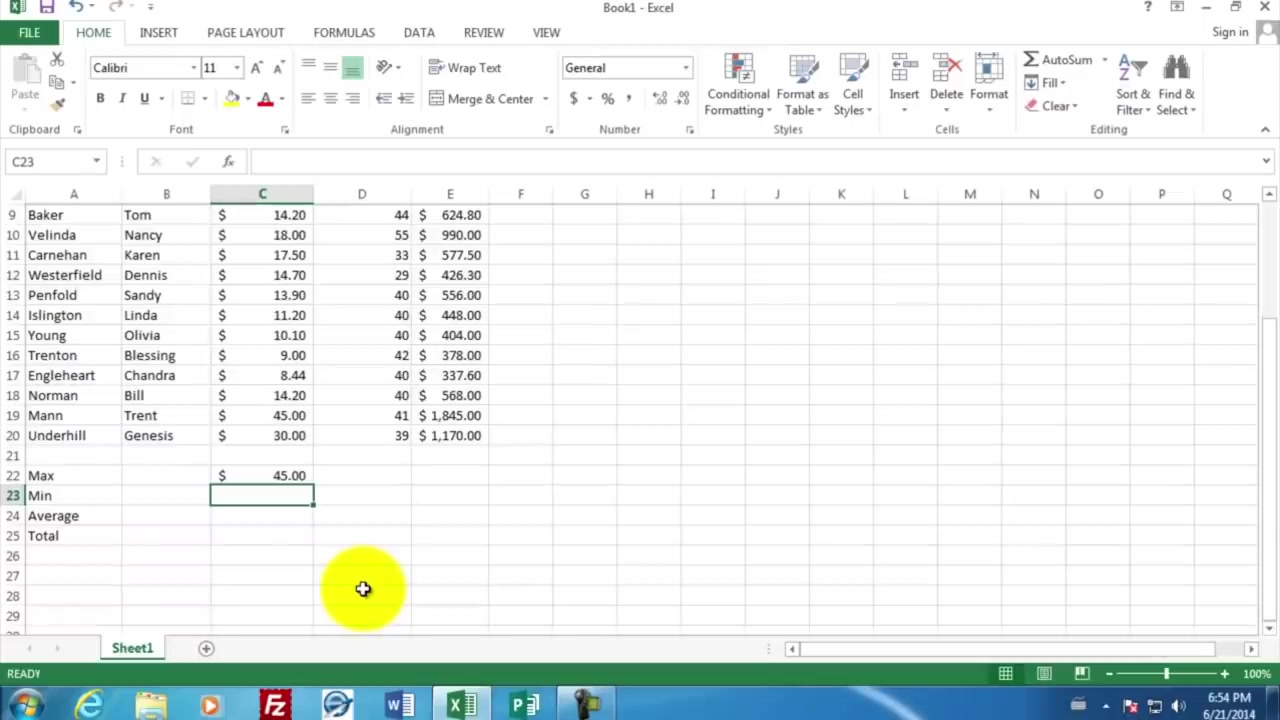 Book1 - Excel
?
FILE HOME INSERT PAGE LAYOUT FORMULAS DATA REVIEW VIEW Sign in
Calibri 11 A A Wrap Text General AutoSum
Paste Fill
B I U A Merge & Center $ % , Conditional Format as Cell Insert Delete Format Sort & Find &
Formatting Table Styles Clear Filter Select
Clipboard Font Alignment Number Styles Cells Editing
C23 fx
A B C D E F G H I J K L M N O P Q
9 Baker Tom $ 14.20 44 $ 624.80
10 Velinda Nancy $ 18.00 55 $ 990.00
11 Carnehan Karen $ 17.50 33 $ 577.50
12 Westerfield Dennis $ 14.70 29 $ 426.30
13 Penfold Sandy $ 13.90 40 $ 556.00
14 Islington Linda $ 11.20 40 $ 448.00
15 Young Olivia $ 10.10 40 $ 404.00
16 Trenton Blessing $ 9.00 42 $ 378.00
17 Engleheart Chandra $ 8.44 40 $ 337.60
18 Norman Bill $ 14.20 40 $ 568.00
19 Mann Trent $ 45.00 41 $ 1,845.00
20 Underhill Genesis $ 30.00 39 $ 1,170.00
21
22 Max $ 45.00
23 Min
24 Average
25 Total
26
27
28
29
Sheet1
READY 100%
6:54 PM
6/21/2014